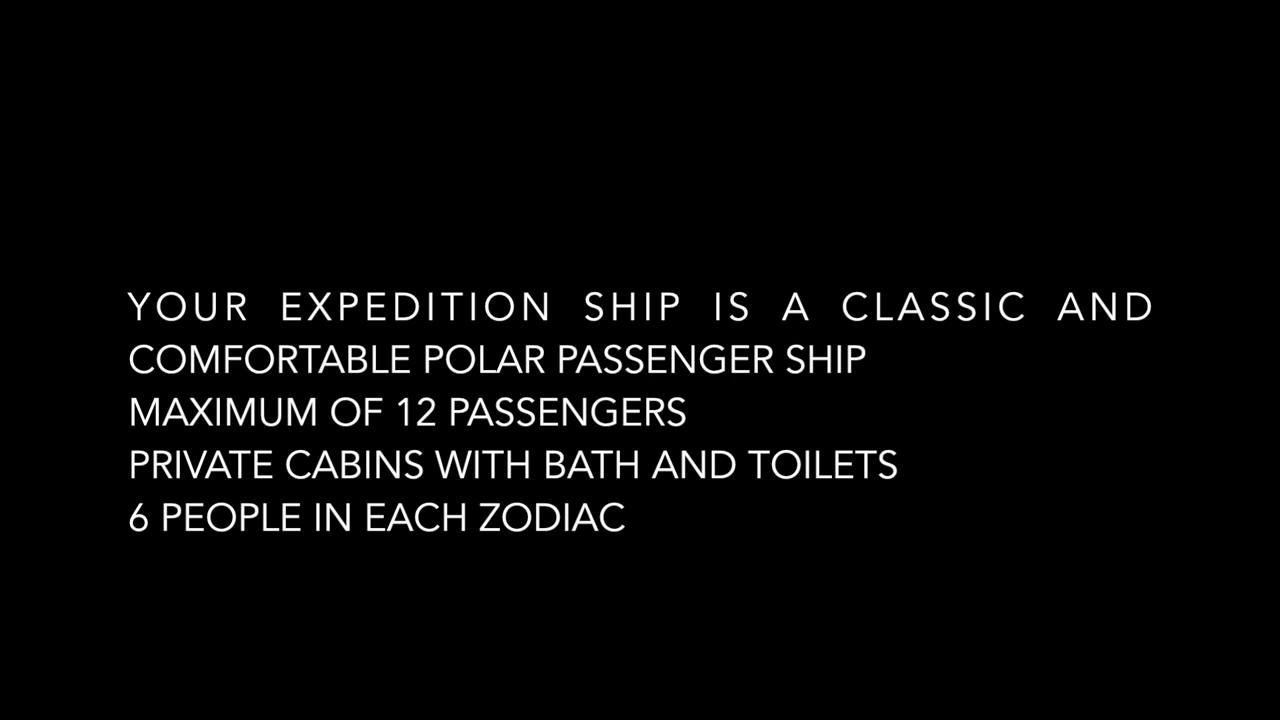 YOUR EXPEDITION SHIP IS A CLASSIC AND
COMFORTABLE POLAR PASSENGER SHIP
MAXIMUM OF 12 PASSENGERS
PRIVATE CABINS WITH BATH AND TOILETS
6 PEOPLE IN EACH ZODIAC